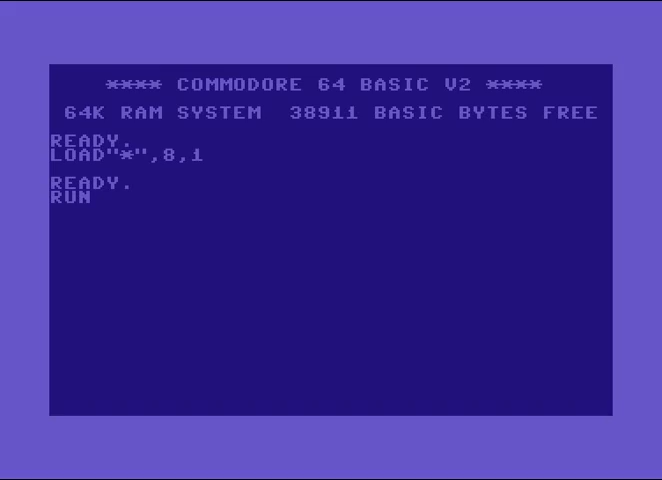 **** COMMODORE 64 BASIC V2 ****
64K RAM SYSTEM  38911 BASIC BYTES FREE
READY.
LOAD"*",8,1
READY.
RUN